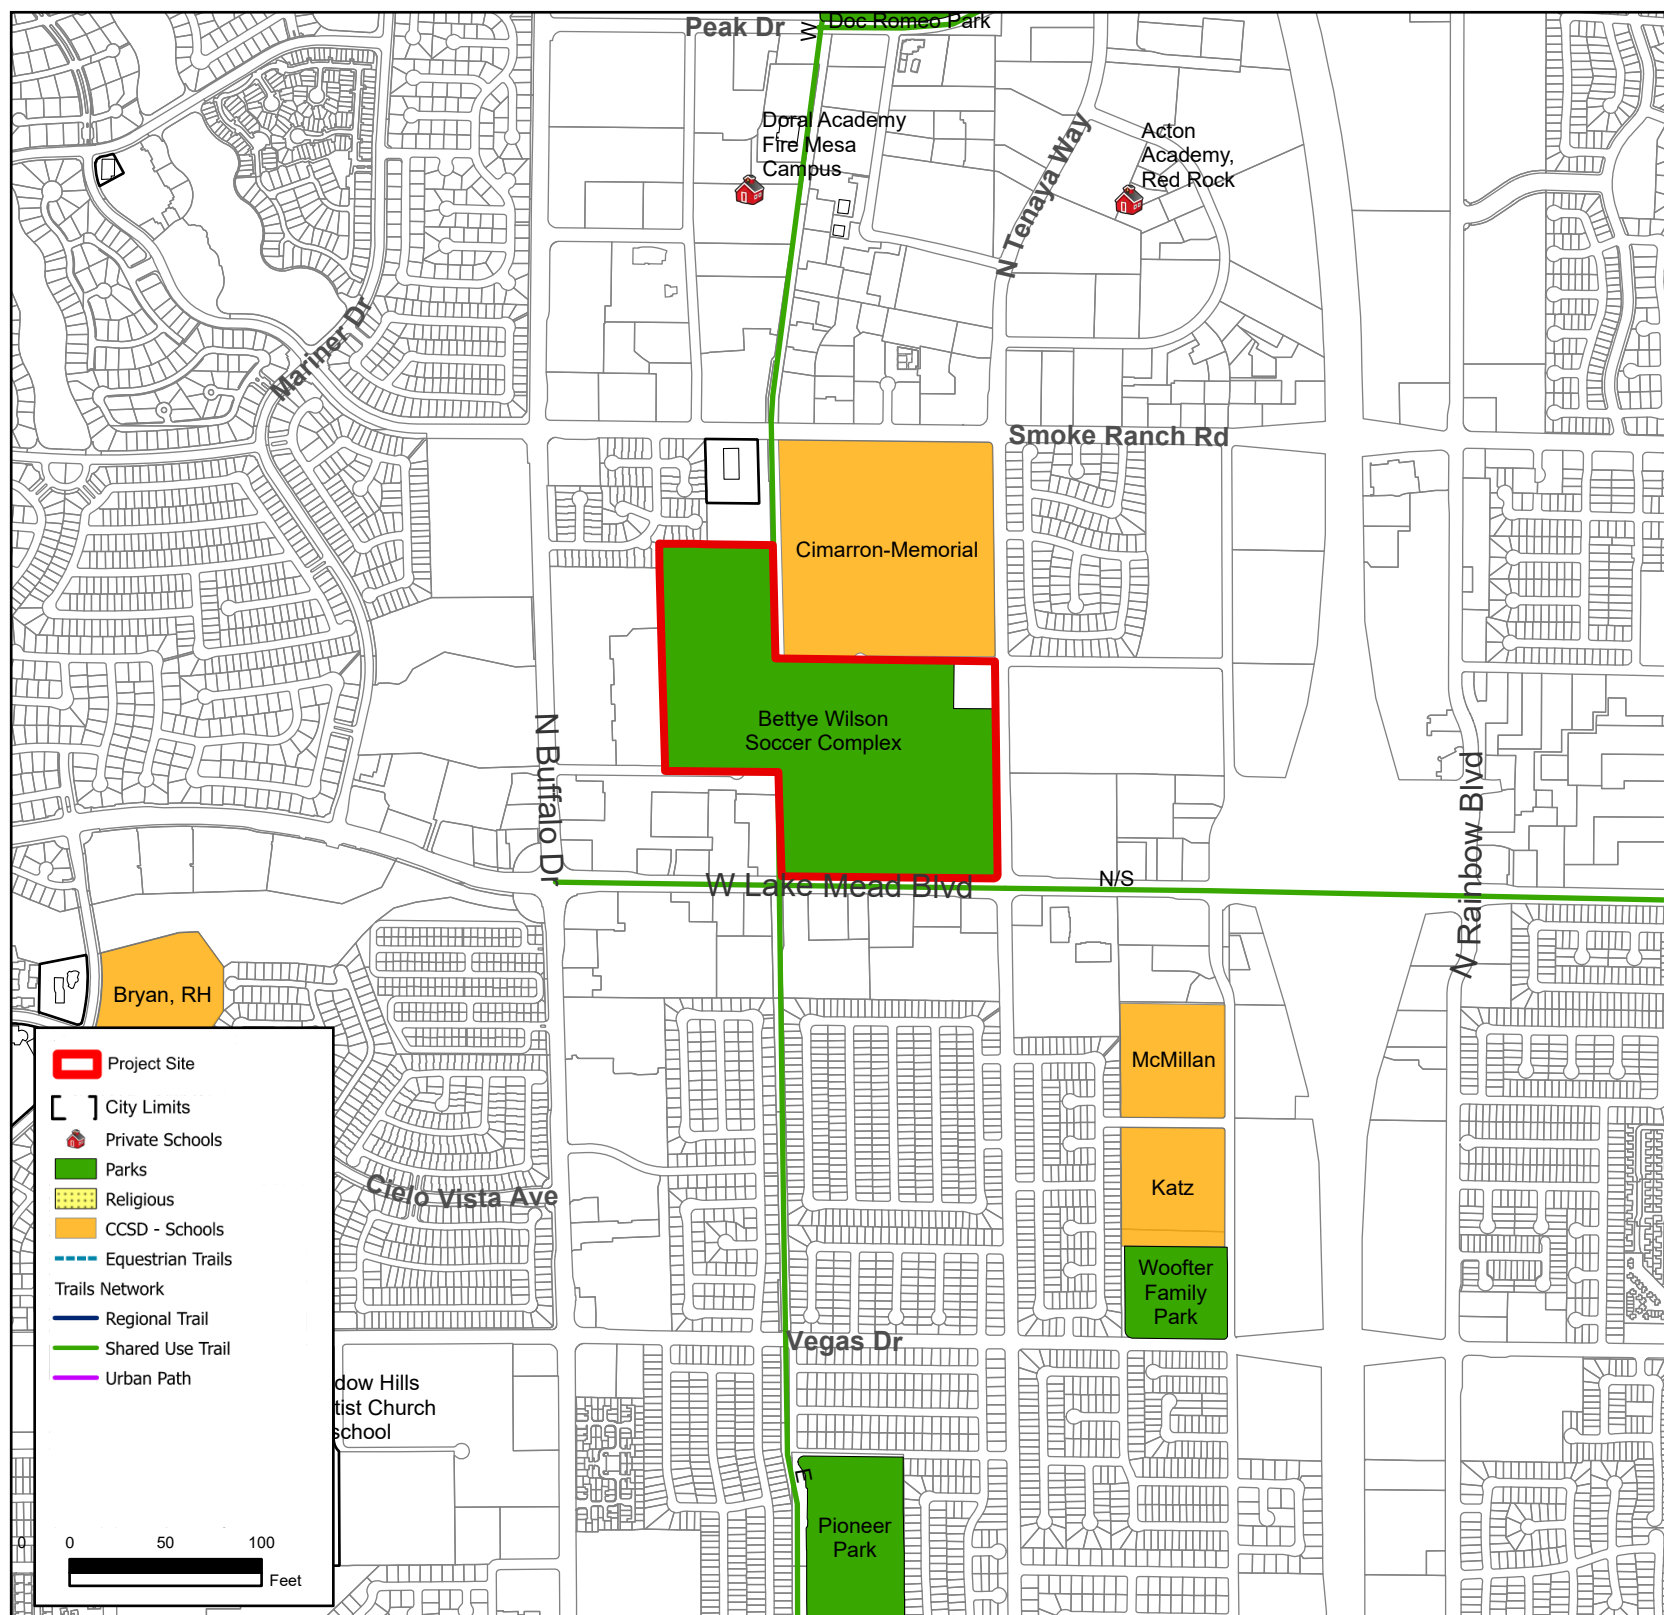 Peak Dr
W
Doc Romeo Park
Doral Academy
Fire Mesa
Campus
N Tenaya Way
Acton
Academy,
Red Rock
Mariner Dr
Smoke Ranch Rd
Cimarron-Memorial
Bettye Wilson
Soccer Complex
N Buffalo Dr
N Rainbow Blvd
W Lake Mead Blvd
N/S
Bryan, RH
McMillan
Katz
Woofter
Family
Park
Cielo Vista Ave
Vegas Dr
dow Hills
tist Church
school
E
Pioneer
Park
Project Site
City Limits
Private Schools
Parks
Religious
CCSD - Schools
Equestrian Trails
Trails Network
Regional Trail
Shared Use Trail
Urban Path
0
0 50 100
Feet